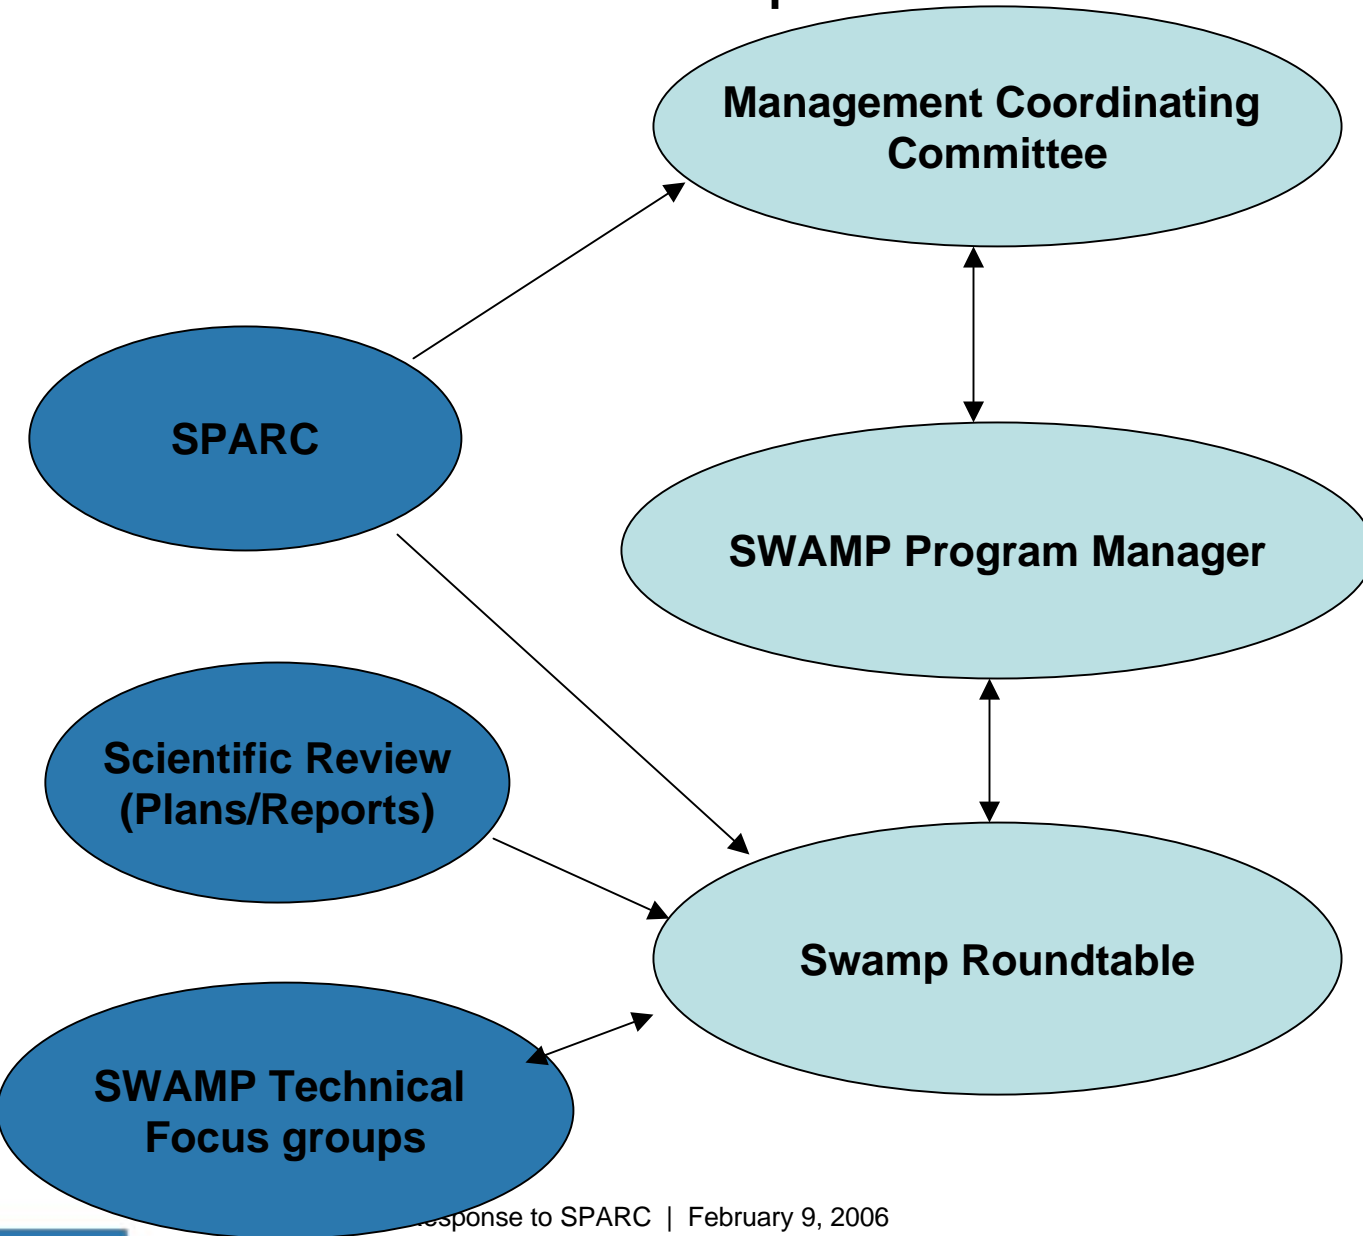 Management Coordinating
Committee
SPARC
SWAMP Program Manager
Scientific Review
(Plans/Reports)
Swamp Roundtable
SWAMP Technical
Focus groups
to SPARC | February 9, 2006